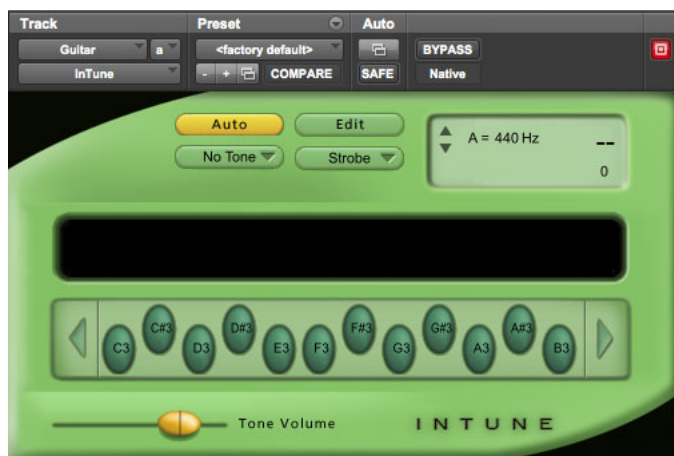 Track Preset Auto
Guitar a <factory default> BYPASS
InTune - + COMPARE SAFE Native
Auto Edit
No Tone Strobe
A = 440 Hz --
0
C#3 D#3 F#3 G#3 A#3
C3 D3 E3 F3 G3 A3 B3
Tone Volume INTUNE